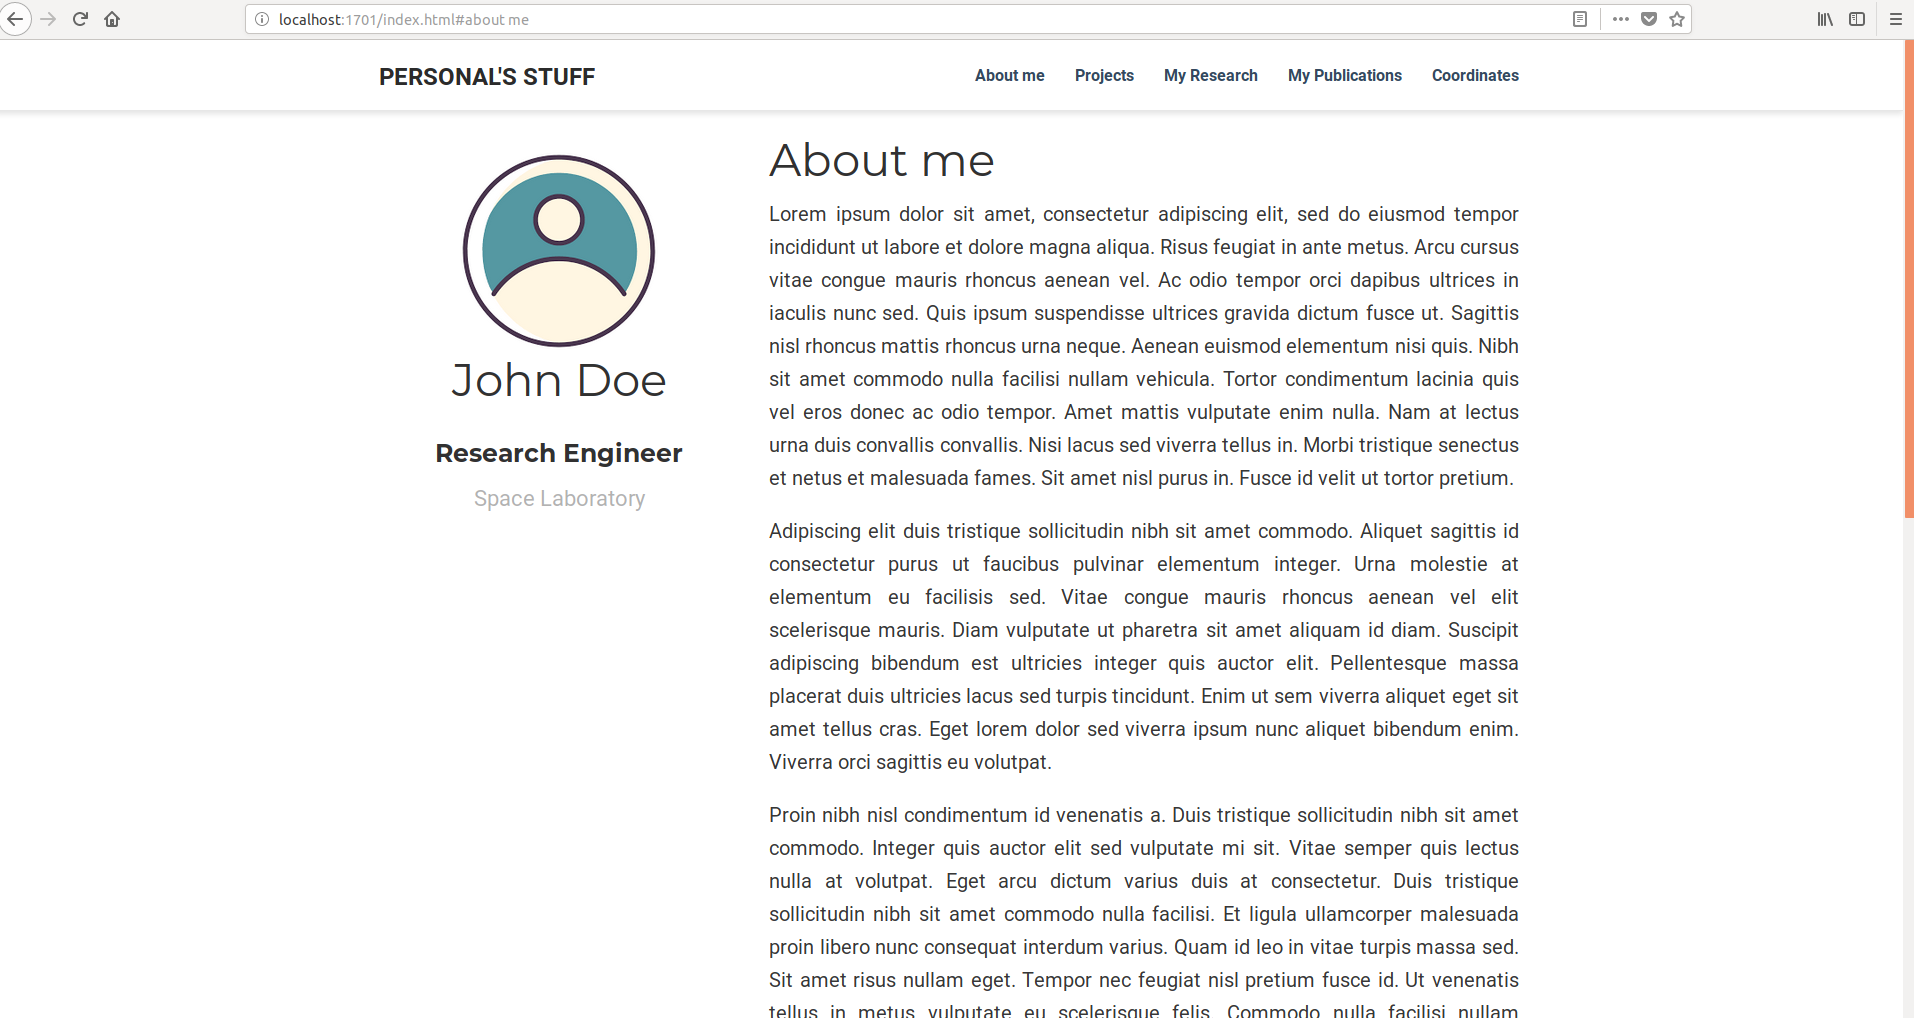 localhost:1701/index.html#about me
PERSONAL'S STUFF
About me Projects My Research My Publications Coordinates
John Doe
Research Engineer
Space Laboratory
About me
Lorem ipsum dolor sit amet, consectetur adipiscing elit, sed do eiusmod tempor
incididunt ut labore et dolore magna aliqua. Risus feugiat in ante metus. Arcu cursus
vitae congue mauris rhoncus aenean vel. Ac odio tempor orci dapibus ultrices in
iaculis nunc sed. Quis ipsum suspendisse ultrices gravida dictum fusce ut. Sagittis
nisl rhoncus mattis rhoncus urna neque. Aenean euismod elementum nisi quis. Nibh
sit amet commodo nulla facilisi nullam vehicula. Tortor condimentum lacinia quis
vel eros donec ac odio tempor. Amet mattis vulputate enim nulla. Nam at lectus
urna duis convallis convallis. Nisi lacus sed viverra tellus in. Morbi tristique senectus
et netus et malesuada fames. Sit amet nisl purus in. Fusce id velit ut tortor pretium.
Adipiscing elit duis tristique sollicitudin nibh sit amet commodo. Aliquet sagittis id
consectetur purus ut faucibus pulvinar elementum integer. Urna molestie at
elementum eu facilisis sed. Vitae congue mauris rhoncus aenean vel elit
scelerisque mauris. Diam vulputate ut pharetra sit amet aliquam id diam. Suscipit
adipiscing bibendum est ultricies integer quis auctor elit. Pellentesque massa
placerat duis ultricies lacus sed turpis tincidunt. Enim ut sem viverra aliquet eget sit
amet tellus cras. Eget lorem dolor sed viverra ipsum nunc aliquet bibendum enim.
Viverra orci sagittis eu volutpat.
Proin nibh nisl condimentum id venenatis a. Duis tristique sollicitudin nibh sit amet
commodo. Integer quis auctor elit sed vulputate mi sit. Vitae semper quis lectus
nulla at volutpat. Eget arcu dictum varius duis at consectetur. Duis tristique
sollicitudin nibh sit amet commodo nulla facilisi. Et ligula ullamcorper malesuada
proin libero nunc consequat interdum varius. Quam id leo in vitae turpis massa sed.
Sit amet risus nullam eget. Tempor nec feugiat nisl pretium fusce id. Ut venenatis
tellus in metus vulputate eu scelerisque felis. Commodo nulla facilisi nullam